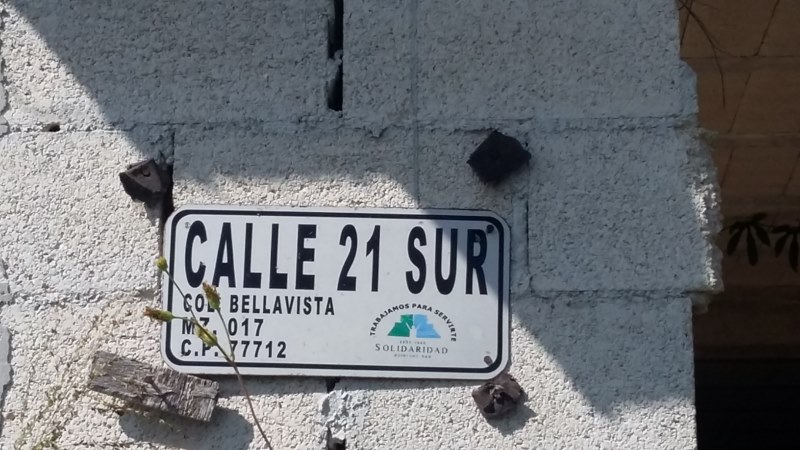 CALLE 21 SUR
COL. BELLAVISTA
MZ. 017
C.P. 77712
TRABAJAMOS PARA SERVIRTE
SOLIDARIDAD